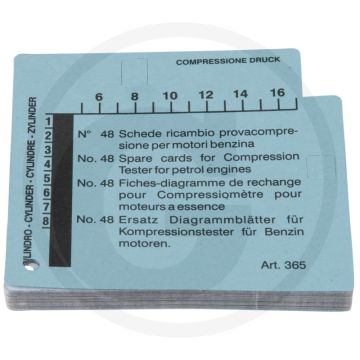 COMPRESSIONE DRUCK
6 8 10 12 14 16
1
2
3
4
5
6
7
8
CILINDRO - CYLINDER - CYLINDRE - ZYLINDER
N° 48 Schede ricambio provacompre-
sione per motori benzina
No. 48 Spare cards for Compression
Tester for petrol engines
No. 48 Fiches-diagramme de rechange
pour Compressiomètre pour
moteurs a essence
No. 48 Ersatz Diagrammblätter für
Kompressionstester für Benzin
motoren.
Art. 365